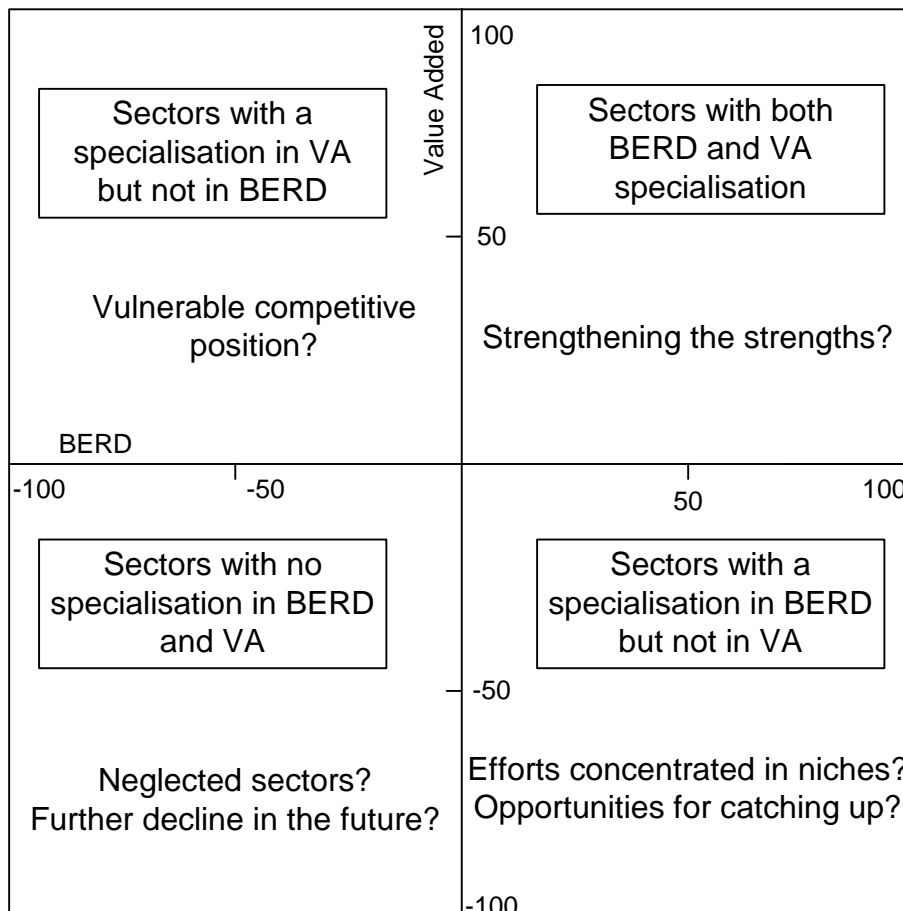 Value Added
100
Sectors with a
specialisation in VA
but not in BERD
Sectors with both
BERD and VA
specialisation
50
Vulnerable competitive
position?
Strengthening the strengths?
BERD
-100
-50
50
100
Sectors with no
specialisation in BERD
and VA
Sectors with a
specialisation in BERD
but not in VA
-50
Neglected sectors?
Further decline in the future?
Efforts concentrated in niches?
Opportunities for catching up?
-100